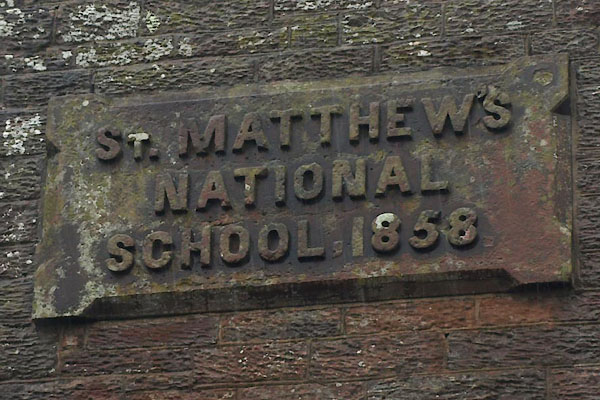 ST. MATTHEW'S
NATIONAL
SCHOOL, 1858